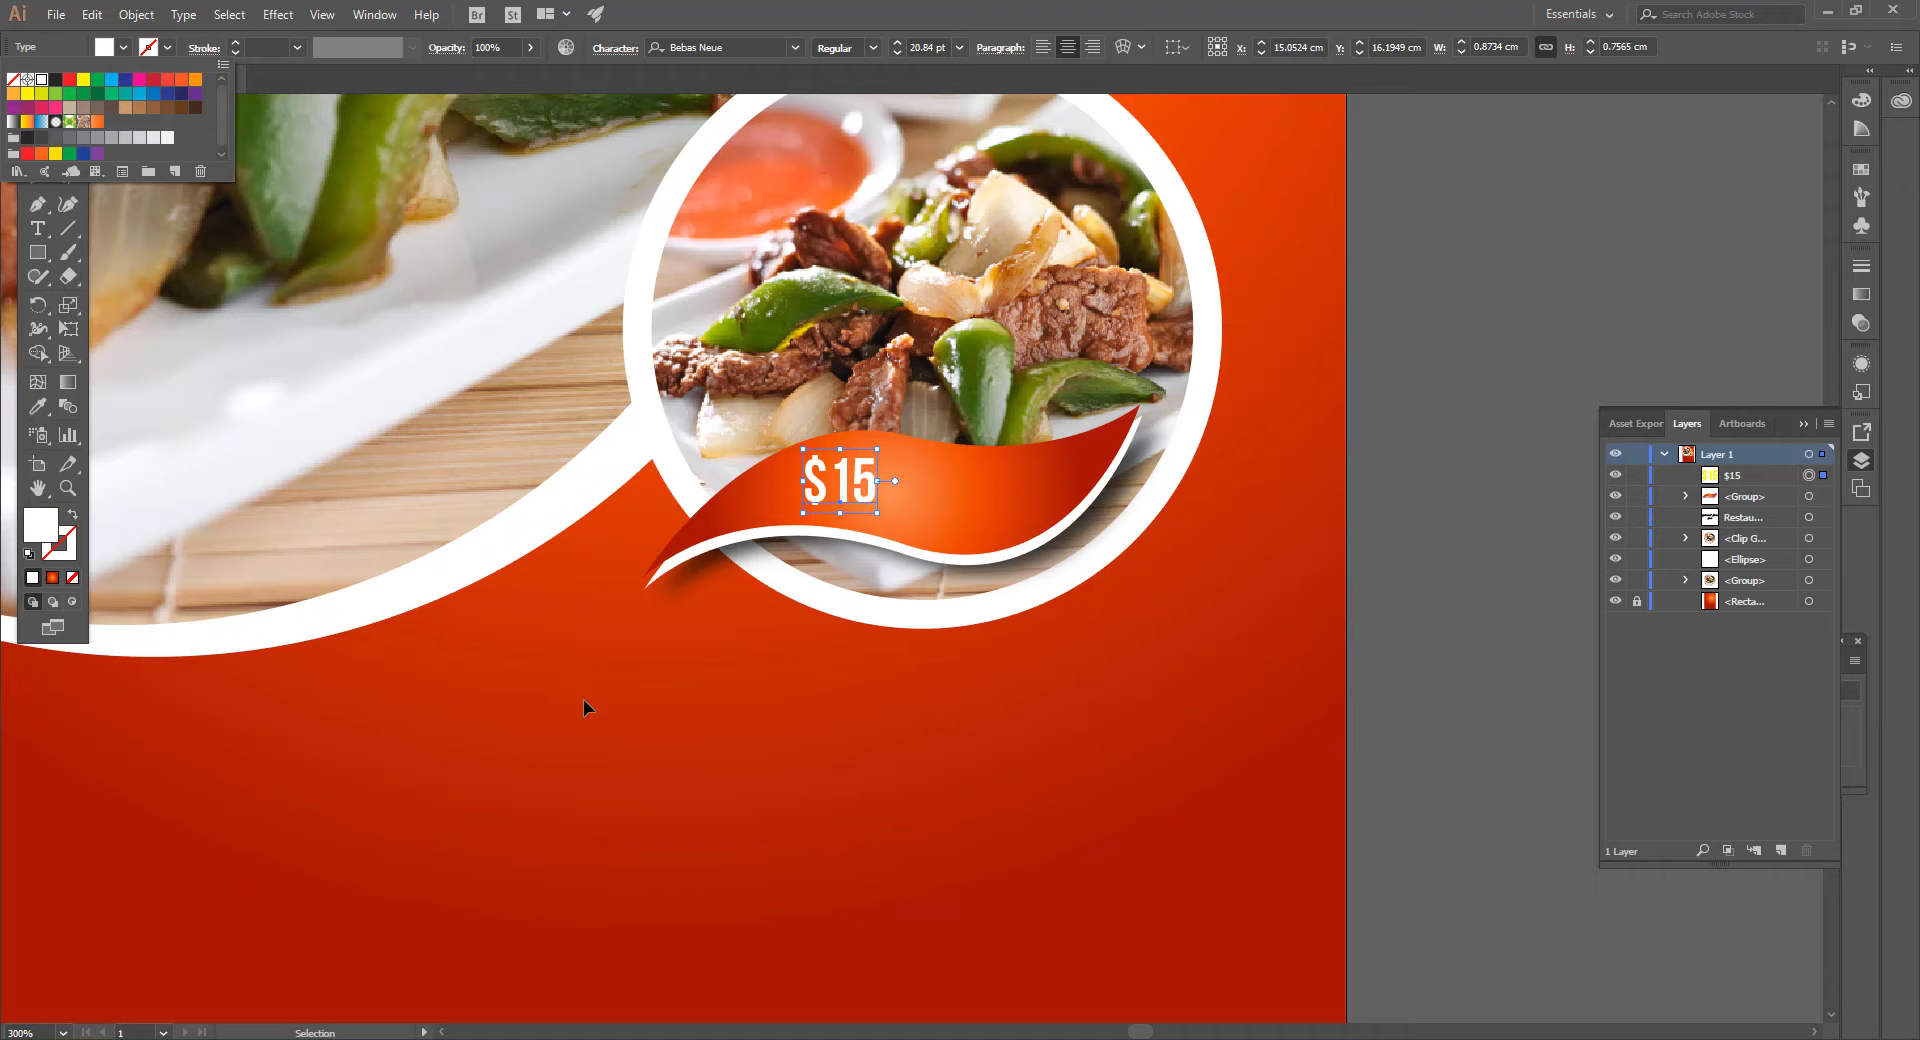 Ai File Edit Object Type Select Effect View Window Help Br St Essentials Search Adobe Stock
Type Stroke: Opacity: 100% Character: Bebas Neue Regular 20.84 pt Paragraph: X: 15.0524 cm Y: 16.1949 cm W: 0.8734 cm H: 0.7565 cm
$15
Asset Expor Layers Artboards
Layer 1
$15
<Group>
Restau...
<Clip G...
<Ellipse>
<Group>
<Recta...
1 Layer
300% 1 Selection